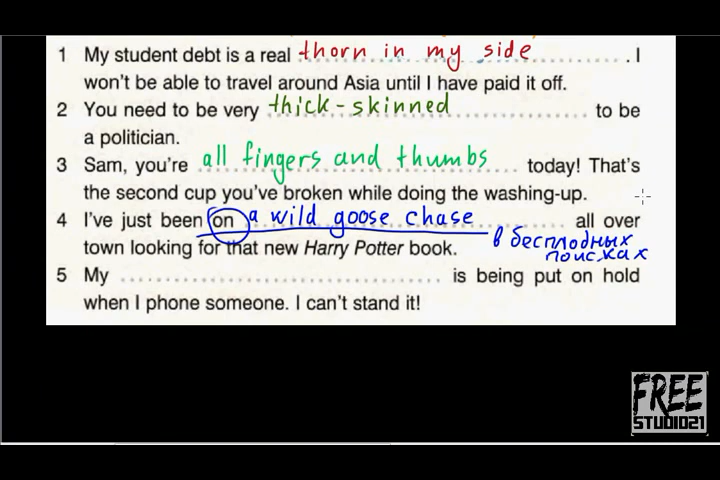 1 My student debt is a real thorn in my side . I
won't be able to travel around Asia until I have paid it off.
2 You need to be very thick-skinned to be
a politician.
3 Sam, you're all fingers and thumbs today! That's
the second cup you've broken while doing the washing-up.
4 I've just been on a wild goose chase all over
town looking for that new Harry Potter book.
в бесплодных
поисках
5 My .............................. is being put on hold
when I phone someone. I can't stand it!
FREE
STUDIO21